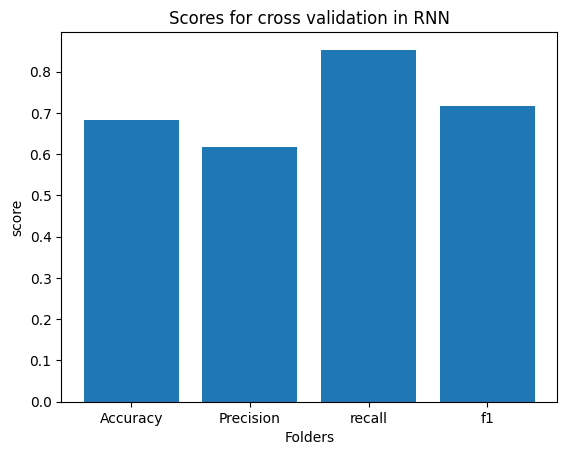 Scores for cross validation in RNN
score
0.8
0.7
0.6
0.5
0.4
0.3
0.2
0.1
0.0
Accuracy Precision recall f1
Folders